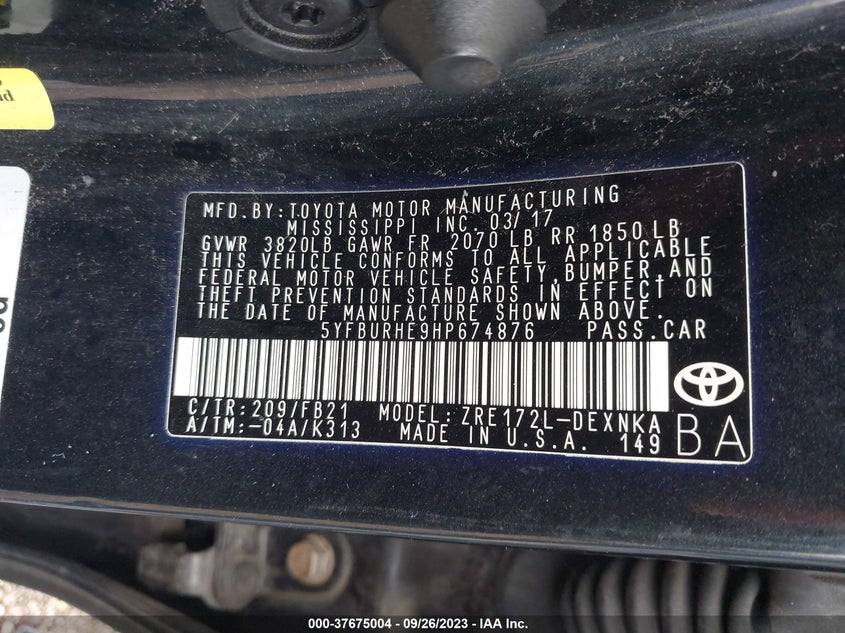 MFD. BY: TOYOTA MOTOR MANUFACTURING
MISSISSIPPI INC. 03/17
GVWR 3820LB GAWR FR 2070 LB RR 1850 LB
THIS VEHICLE CONFORMS TO ALL APPLICABLE
FEDERAL MOTOR VEHICLE SAFETY, BUMPER, AND
THEFT PREVENTION STANDARDS IN EFFECT ON
THE DATE OF MANUFACTURE SHOWN ABOVE.
5YFBURHE9HP674876 PASS. CAR
C/TR: 209/FB21 MODEL: ZRE172L-DEXNKA
A/TM: -04A/K313 MADE IN U.S.A. 149
BA
000-37675004 - 09/26/2023 - IAA Inc.